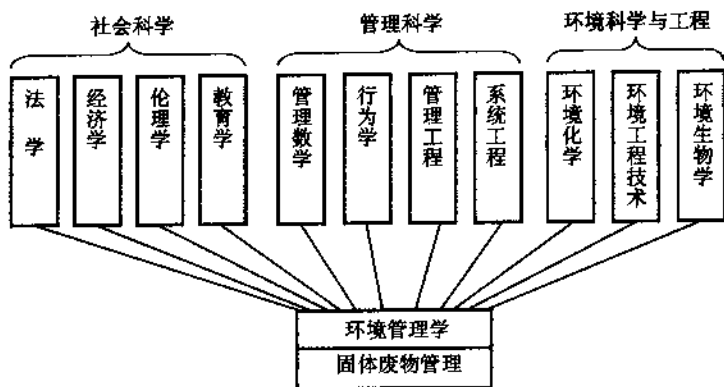 社会科学
管理科学
环境科学与工程
法学
经济学
伦理学
教育学
管理数学
行为学
管理工程
系统工程
环境化学
环境工程技术
环境生物学
环境管理学
固体废物管理